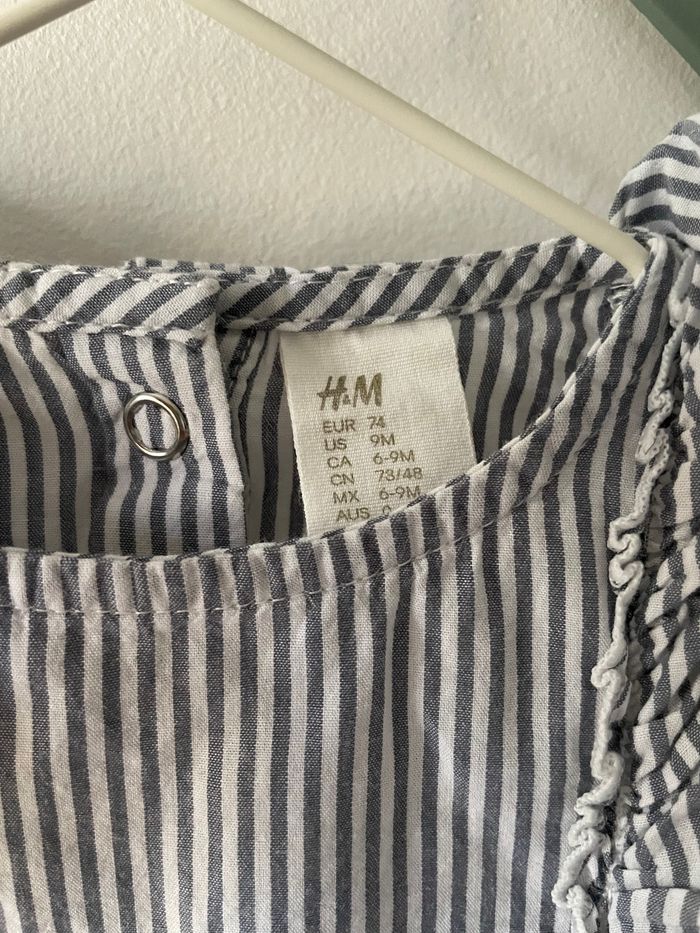 H&M
EUR 74
US 9M
CA 6-9M
CN 73/48
MX 6-9M
AUS